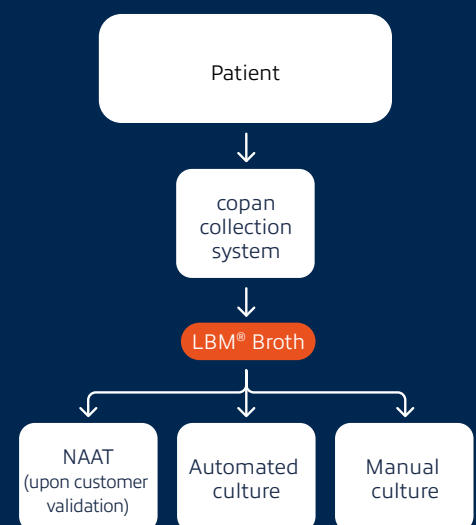 Patient
copan
collection
system
LBM® Broth
NAAT
(upon customer
validation)
Automated
culture
Manual
culture